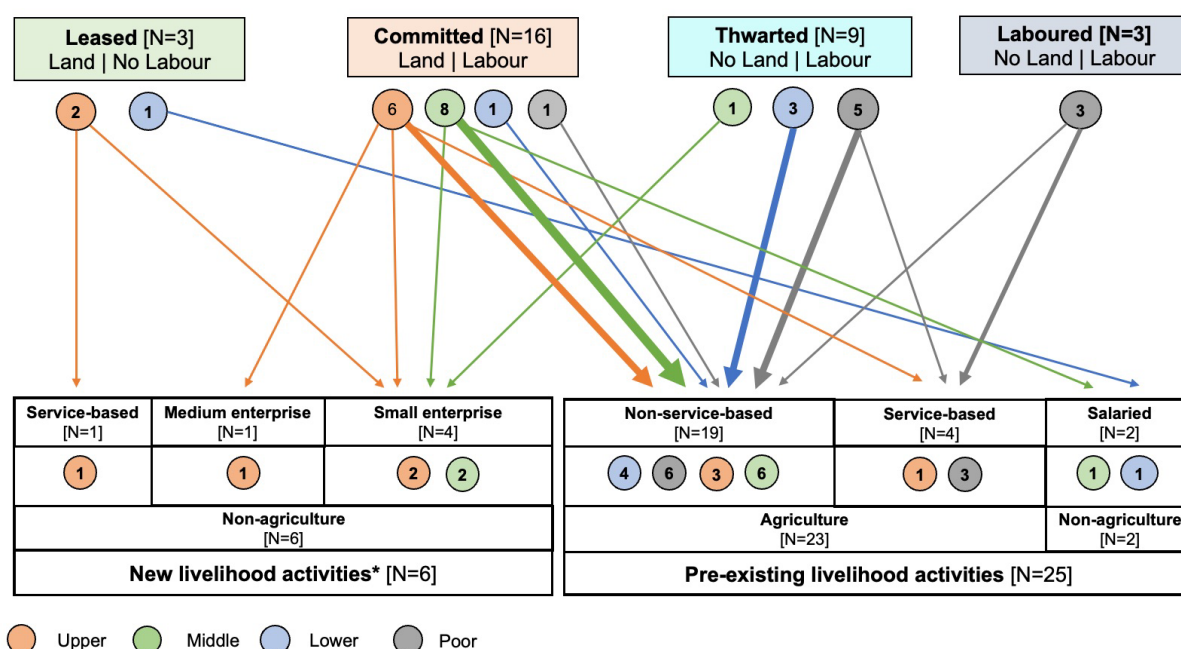 Leased [N=3]
Land | No Labour
Committed [N=16]
Land | Labour
Thwarted [N=9]
No Land | Labour
Laboured [N=3]
No Land | Labour
2 1 6 8 1 1 1 3 5 3
Service-based
[N=1]
Medium enterprise
[N=1]
Small enterprise
[N=4]
Non-service-based
[N=19]
Service-based
[N=4]
Salaried
[N=2]
1 1 2 2 4 6 3 6 1 3 1 1
Non-agriculture
[N=6]
Agriculture
[N=23]
Non-agriculture
[N=2]
New livelihood activities* [N=6]
Pre-existing livelihood activities [N=25]
Upper Middle Lower Poor